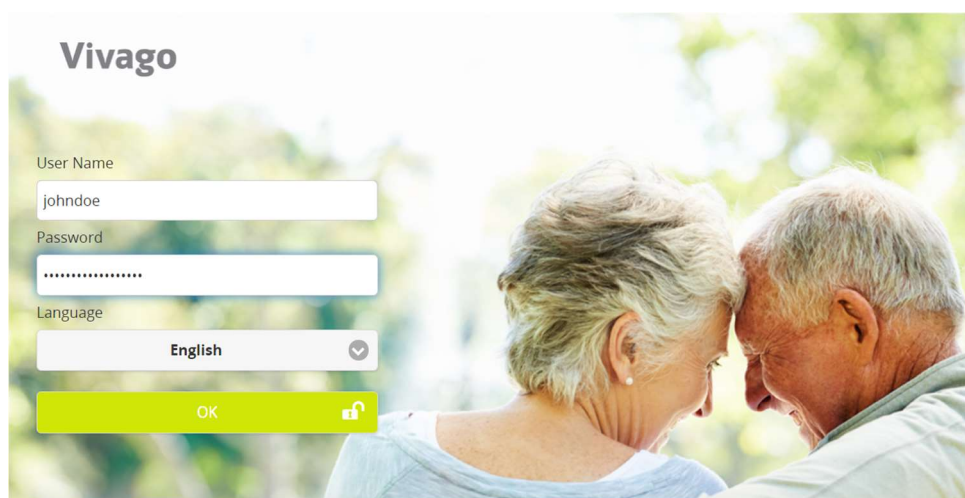 Vivago
User Name
johndoe
Password
••••••••••••••••••
Language
English
OK